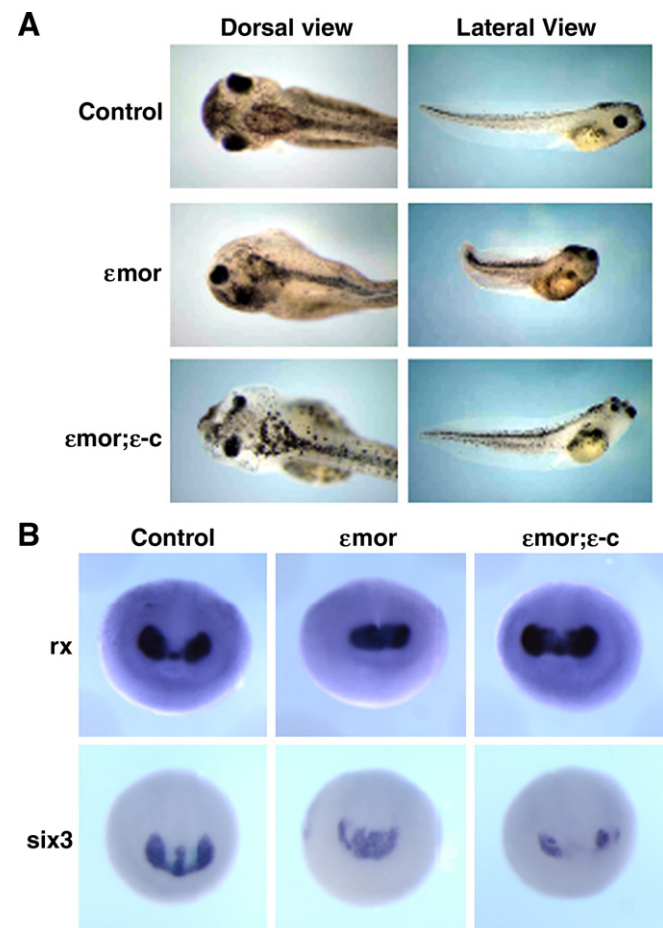 A
Dorsal view Lateral View
Control
εmor
εmor;ε-c
B
Control εmor εmor;ε-c
rx
six3